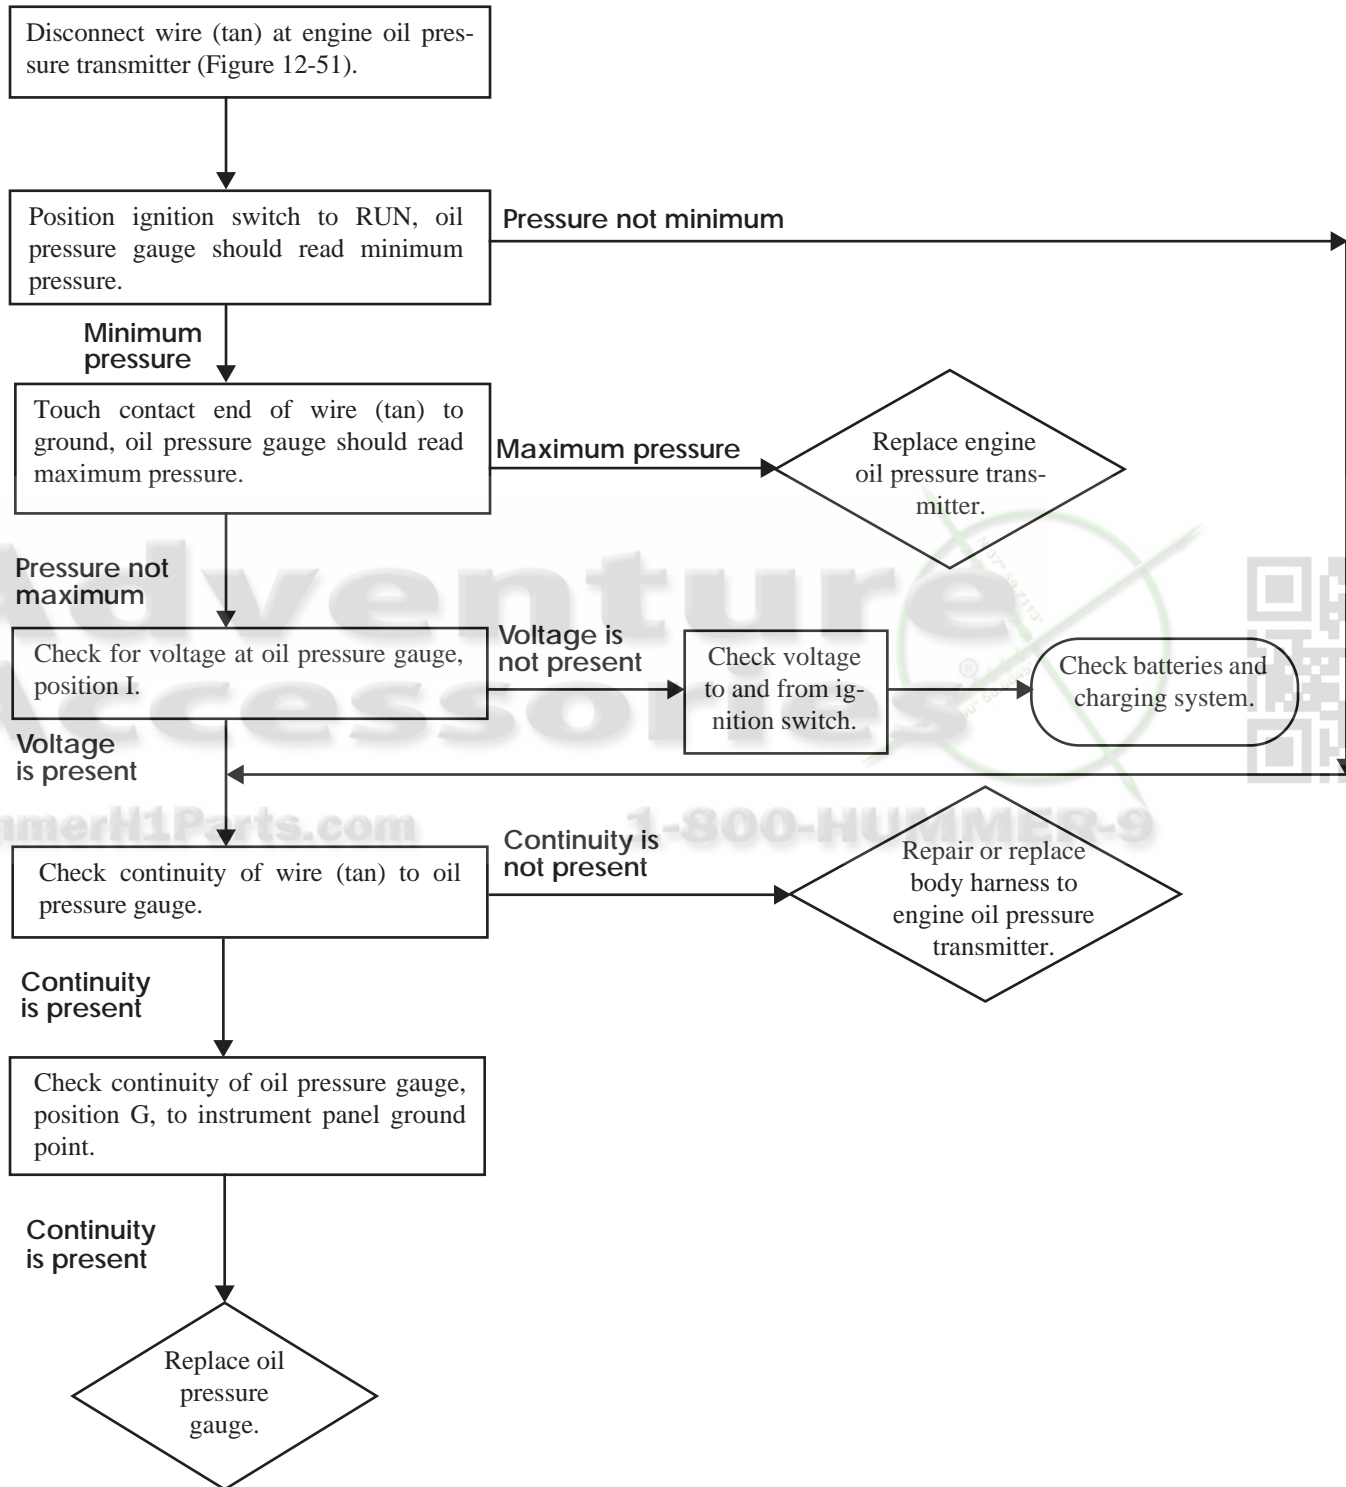 Disconnect wire (tan) at engine oil pres-
sure transmitter (Figure 12-51).
Position ignition switch to RUN, oil
pressure gauge should read minimum
pressure.
Pressure not minimum
Minimum
pressure
Touch contact end of wire (tan) to
ground, oil pressure gauge should read
maximum pressure.
Maximum pressure
Replace engine
oil pressure trans-
mitter.
Pressure not
maximum
Adventure
Accessories
®
Check for voltage at oil pressure gauge,
position I.
Voltage is
not present
Check voltage
to and from ig-
nition switch.
Check batteries and
charging system.
Voltage
is present
mmerH1Parts.com
1-800-HUMMER-9
Check continuity of wire (tan) to oil
pressure gauge.
Continuity is
not present
Repair or replace
body harness to
engine oil pressure
transmitter.
Continuity
is present
Check continuity of oil pressure gauge,
position G, to instrument panel ground
point.
Continuity
is present
Replace oil
pressure
gauge.